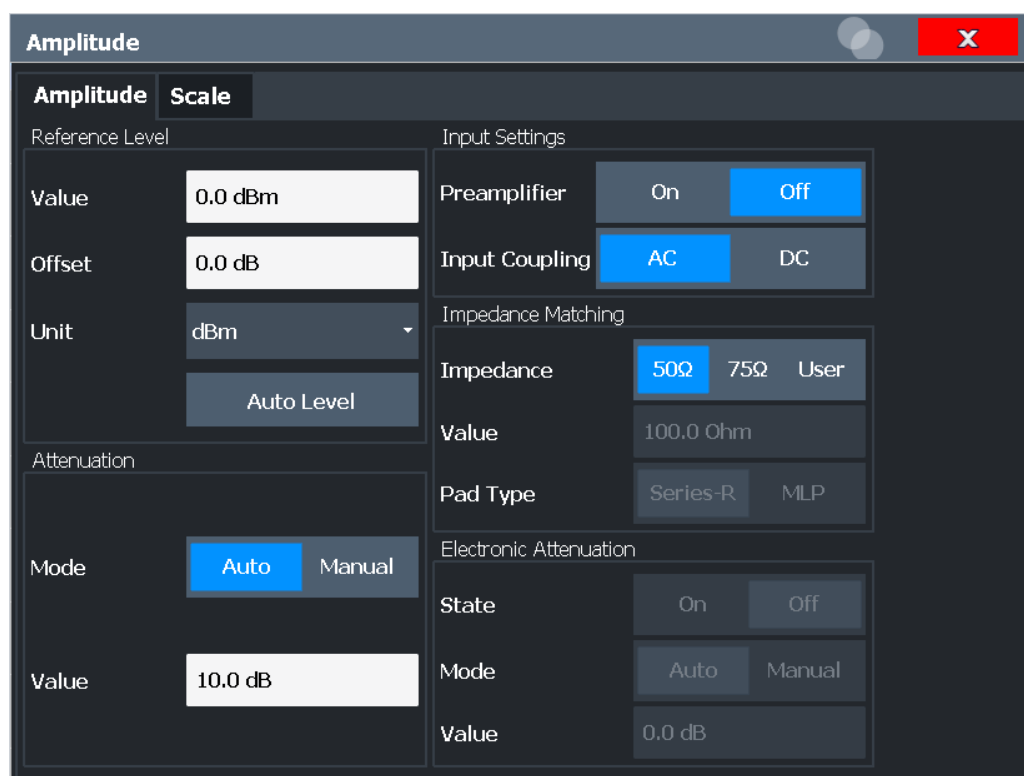 Amplitude
X
Amplitude Scale
Reference Level
Value 0.0 dBm
Offset 0.0 dB
Unit dBm
Auto Level
Attenuation
Mode Auto Manual
Value 10.0 dB
Input Settings
Preamplifier On Off
Input Coupling AC DC
Impedance Matching
Impedance 50Ω 75Ω User
Value 100.0 Ohm
Pad Type Series-R MLP
Electronic Attenuation
State On Off
Mode Auto Manual
Value 0.0 dB